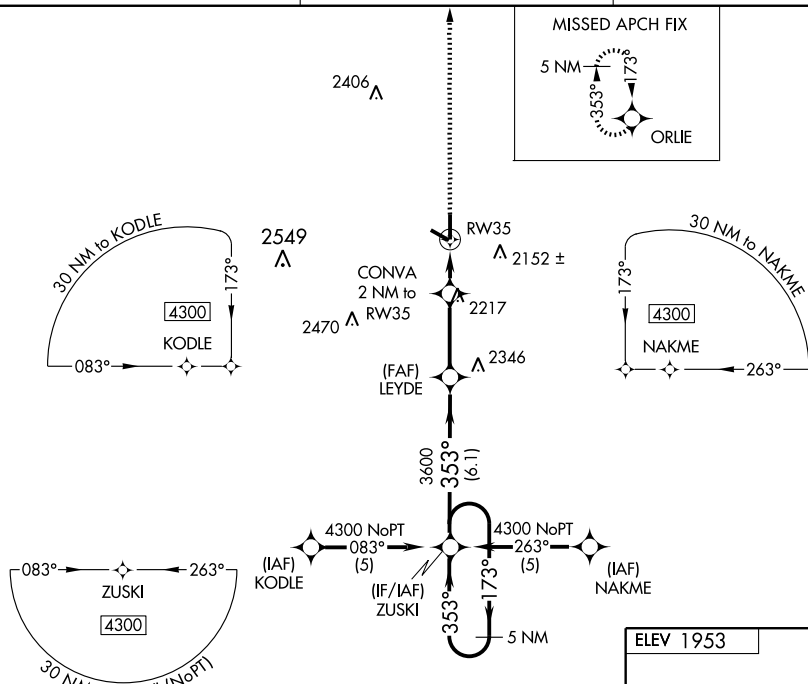 MISSED APCH FIX
5 NM
173°
353°
ORLIE
2406
30 NM to KODLE
173°
4300
KODLE
083°
2549
RW35
2152 ±
CONVA
2 NM to
RW35
2217
2470
(FAF)
LEYDE
2346
30 NM to NAKME
173°
4300
NAKME
263°
3600
353°
(6.1)
4300 NoPT
083°
(5)
(IAF)
KODLE
4300 NoPT
263°
(5)
(IAF)
NAKME
(IF/IAF)
ZUSKI
353°
173°
5 NM
083°
263°
ZUSKI
4300
30 NM
(NoPT)
ELEV 1953